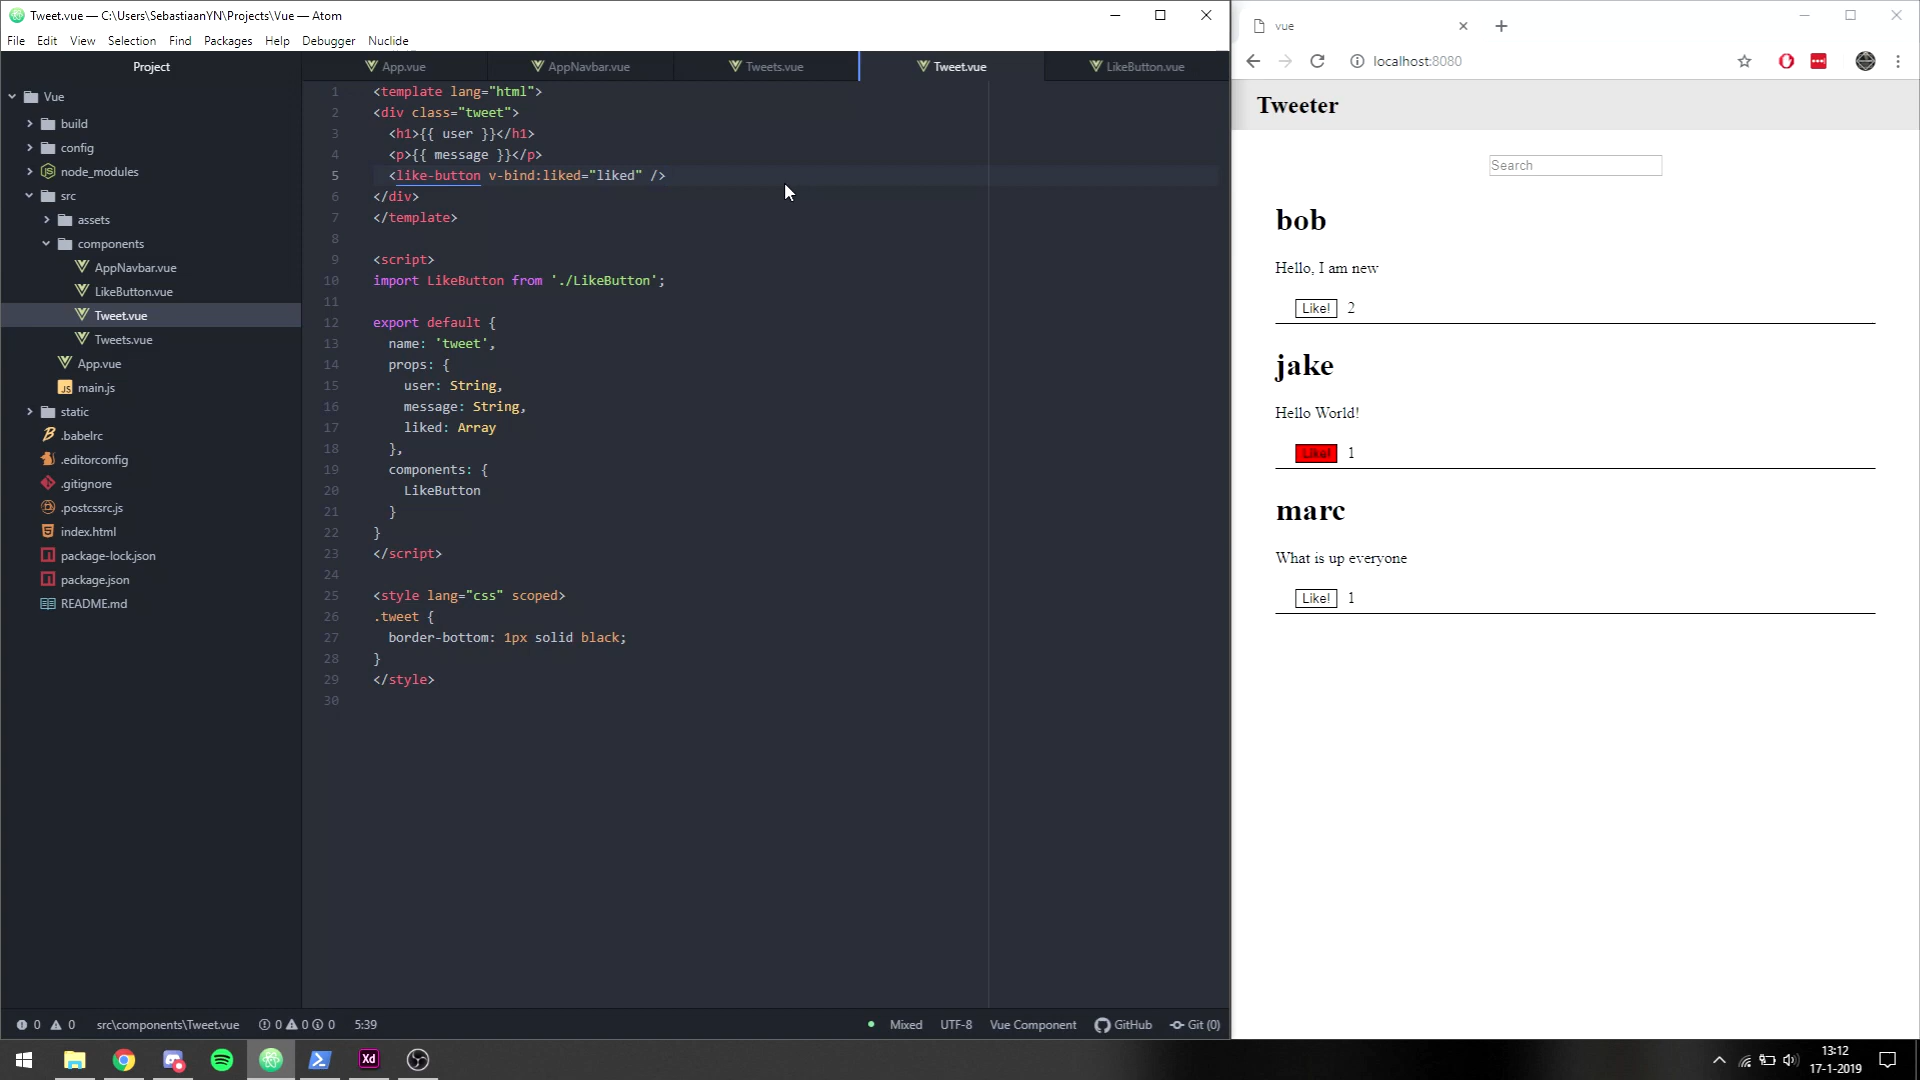 Tweet.vue — C:\Users\SebastiaanYN\Projects\Vue — Atom
File Edit View Selection Find Packages Help Debugger Nuclide
Project
Vue
build
config
node_modules
src
assets
components
AppNavbar.vue
LikeButton.vue
Tweet.vue
Tweets.vue
App.vue
main.js
static
.babelrc
.editorconfig
.gitignore
.postcssrc.js
index.html
package-lock.json
package.json
README.md
App.vue AppNavbar.vue Tweets.vue Tweet.vue LikeButton.vue
1 <template lang="html">
2 <div class="tweet">
3 <h1>{{ user }}</h1>
4 <p>{{ message }}</p>
5 <like-button v-bind:liked="liked" />
6 </div>
7 </template>
8
9 <script>
10 import LikeButton from './LikeButton';
11
12 export default {
13 name: 'tweet',
14 props: {
15 user: String,
16 message: String,
17 liked: Array
18 },
19 components: {
20 LikeButton
21 }
22 }
23 </script>
24
25 <style lang="css" scoped>
26 .tweet {
27 border-bottom: 1px solid black;
28 }
29 </style>
30
0 0 src\components\Tweet.vue 0 0 0 5:39 Mixed UTF-8 Vue Component GitHub Git (0)
vue
localhost:8080
Tweeter
Search
bob
Hello, I am new
Like! 2
jake
Hello World!
Like! 1
marc
What is up everyone
Like! 1
Xd
13:12
17-1-2019